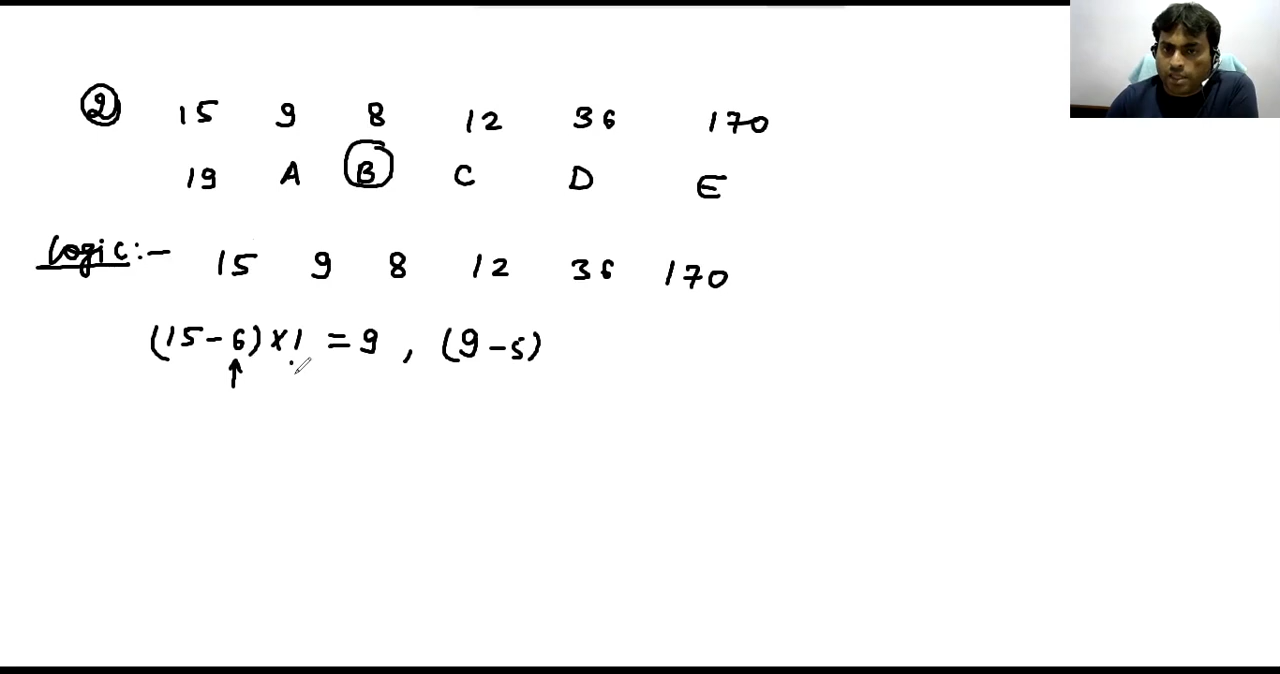 ② 15 9 8 12 36 170
19 A B C D E
Logic:- 15 9 8 12 36 170
(15-6)×1 = 9 , (9-5)